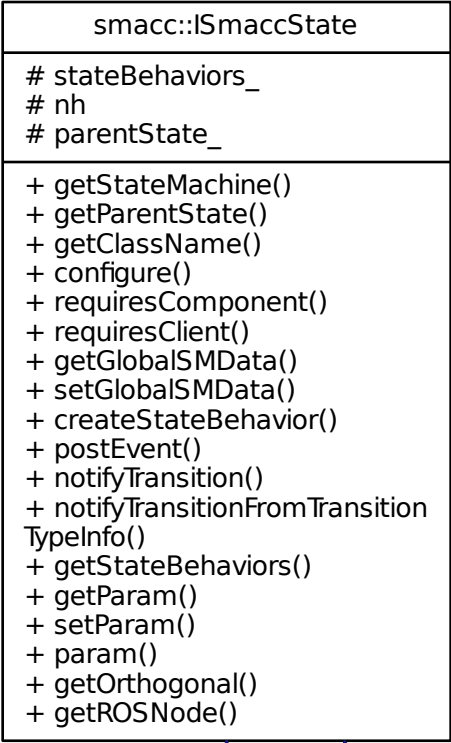 smacc::ISmaccState
# stateBehaviors_
# nh
# parentState_
+ getStateMachine()
+ getParentState()
+ getClassName()
+ configure()
+ requiresComponent()
+ requiresClient()
+ getGlobalSMData()
+ setGlobalSMData()
+ createStateBehavior()
+ postEvent()
+ notifyTransition()
+ notifyTransitionFromTransition
TypeInfo()
+ getStateBehaviors()
+ getParam()
+ setParam()
+ param()
+ getOrthogonal()
+ getROSNode()